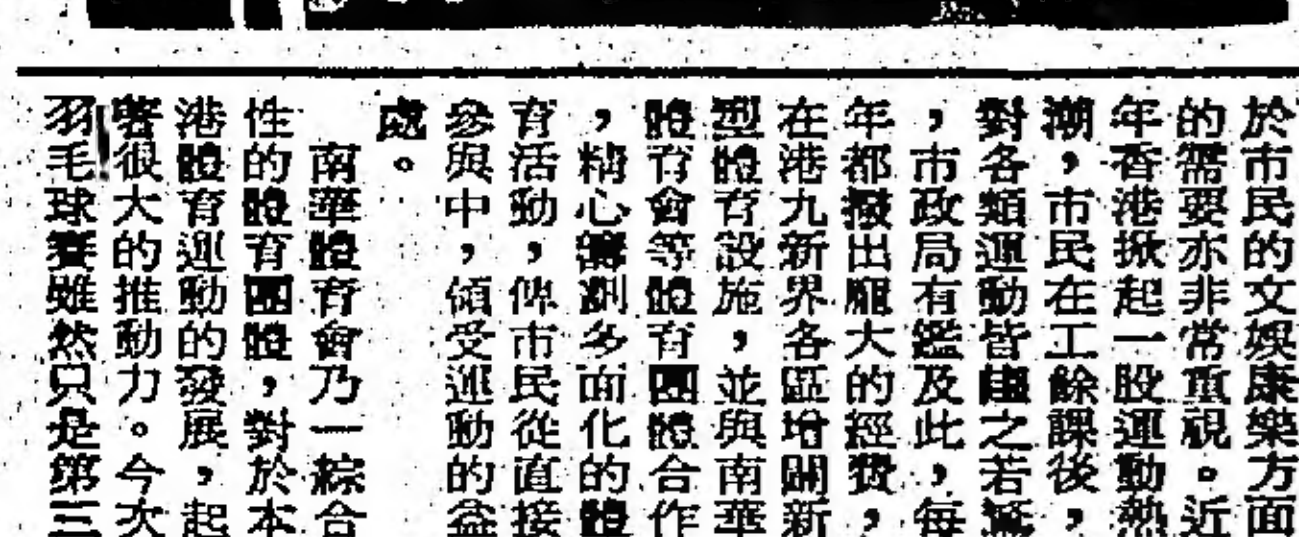 於市民的文娛康樂方面
的需要亦非常重視。近
年香港掀起一股運動熱
潮，市民在工餘課後，
對各類運動皆趨之若鶩
，市政局有鑑及此，每
年都撥出龐大的經費，
在港九新界各區增闢新
型體育設施，並與南華
體育會等體育團體合作
，精心籌劃多面化的體
育活動，俾市民從直接
參與中，傾受運動的益
處。
南華體育會乃一綜合
性的體育團體，對於本
港體育運動的發展，起
著很大的推動力。今次
羽毛球賽雖然只是第三